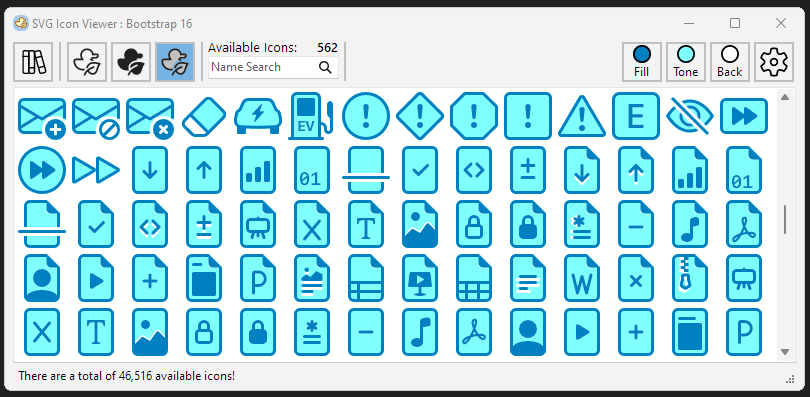 SVG Icon Viewer : Bootstrap 16
Available Icons: 562
Name Search
Fill
Tone
Back
EV
E
01
01
T
P
W
T
P
There are a total of 46,516 available icons!